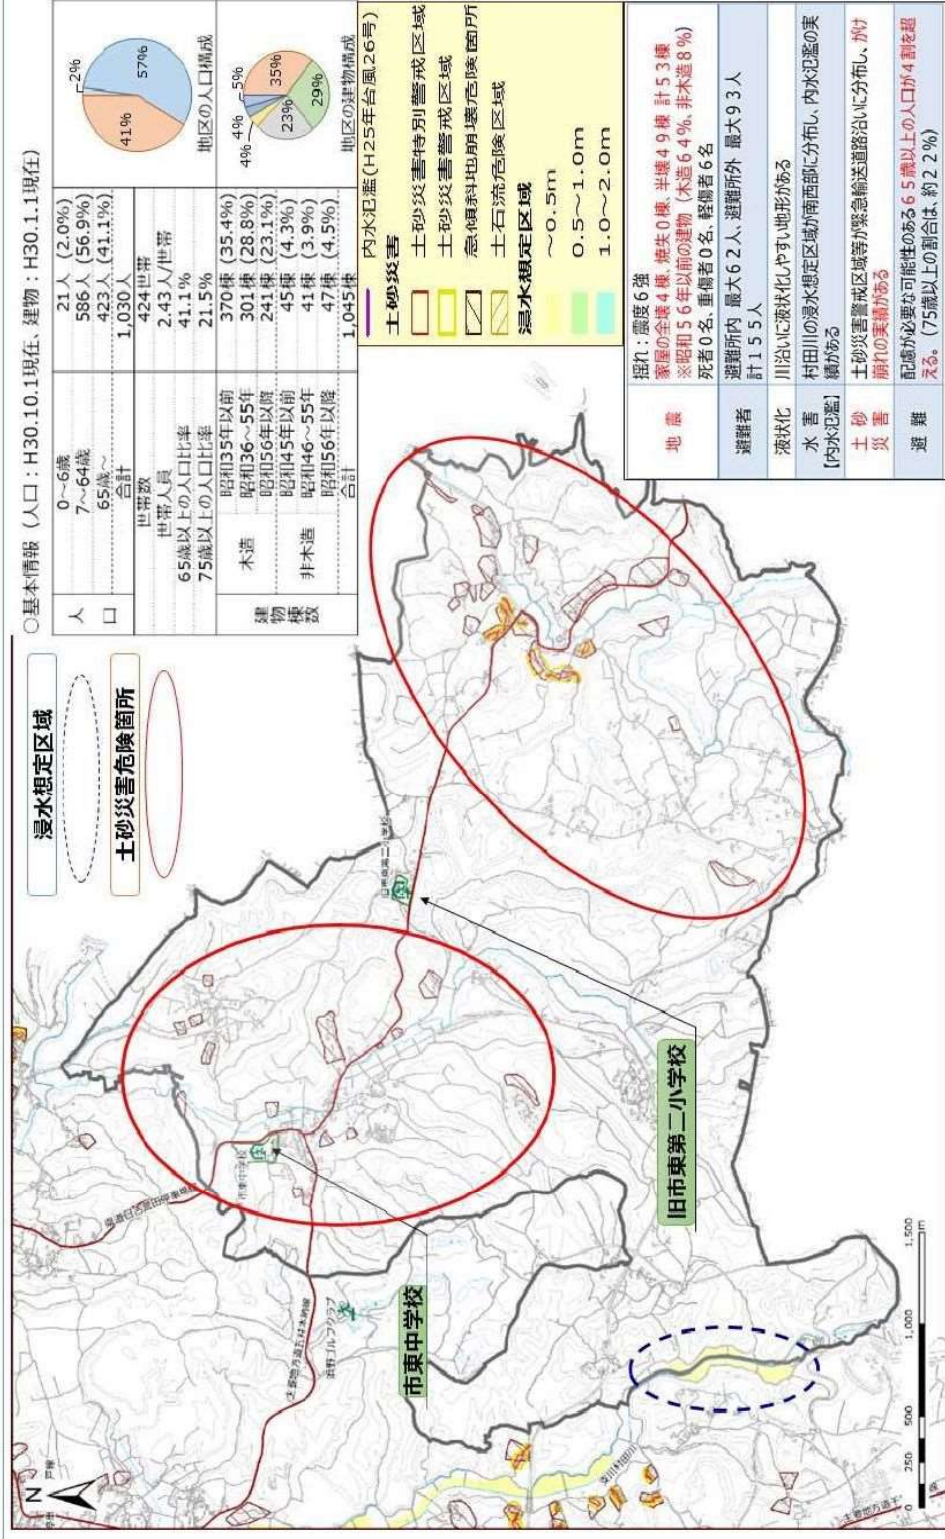 浸水想定区域
土砂災害危険箇所
○基本情報(人口:H30.10.1現在、建物:H30.1.1現在)
人口 0~6歳 21人 (2.0%)
7~64歳 586人 (56.9%)
65歳~ 423人 (41.1%)
合計 1,030人
世帯数 424世帯
世帯人員 2.43人/世帯
65歳以上の人口比率 41.1%
75歳以上の人口比率 21.5%
建物棟数 木造 昭和35年以前 370棟 (35.4%)
昭和36~55年 301棟 (28.8%)
昭和56年以降 241棟 (23.1%)
非木造 昭和45年以前 45棟 (4.3%)
昭和46~55年 41棟 (3.9%)
昭和56年以降 47棟 (4.5%)
合計 1,045棟
2%
41%
57%
地区の人口構成
4%
5%
4%
35%
23%
29%
地区の建物構成
内水氾濫(H25年台風26号)
土砂災害
土砂災害特別警戒区域
土砂災害警戒区域
急傾斜地崩壊危険箇所
土石流危険区域
浸水想定区域
~0.5m
0.5~1.0m
1.0~2.0m
地震 揺れ:震度6強
家屋の全壊4棟、焼失0棟、半壊49棟 計53棟
※昭和56年以前の建物(木造64%、非木造8%)
死者0名、重傷者0名、軽傷者6名
避難者 避難所内 最大62人、避難所外 最大93人
計155人
液状化 川沿いに液状化しやすい地形がある
水害【内水氾濫】 村田川の浸水想定区域が南西部に分布し、内水氾濫の実
績がある
土砂災害 土砂災害警戒区域等が緊急輸送道路沿いに分布し、がけ
崩れの実績がある
避難 配慮が必要な可能性のある65歳以上の人口が4割を超
える。(75歳以上の割合は、約22%)
N
市東中学校
旧市東第二小学校
市東中学校
旧市東第二小学校
浜野ゴルフクラブ
支川村田川
0 250 500 1,000 1,500
m